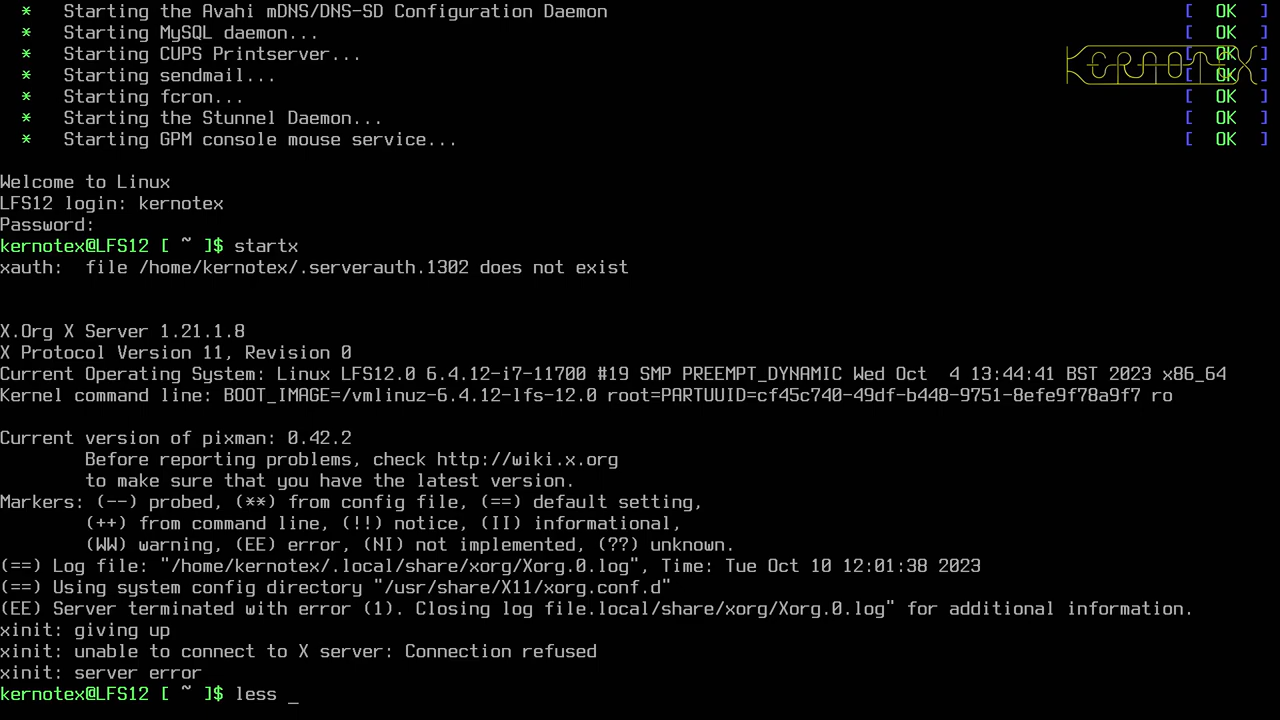 *   Starting the Avahi mDNS/DNS-SD Configuration Daemon [ OK ]
*   Starting MySQL daemon... [ OK ]
*   Starting CUPS Printserver... [ OK ]
*   Starting sendmail... [ OK ]
*   Starting fcron... [ OK ]
*   Starting the Stunnel Daemon... [ OK ]
*   Starting GPM console mouse service... [ OK ]
KERNOTEX
Welcome to Linux
LFS12 login: kernotex
Password:
kernotex@LFS12 [ ~ ]$ startx
xauth:  file /home/kernotex/.serverauth.1302 does not exist
X.Org X Server 1.21.1.8
X Protocol Version 11, Revision 0
Current Operating System: Linux LFS12.0 6.4.12-i7-11700 #19 SMP PREEMPT_DYNAMIC Wed Oct  4 13:44:41 BST 2023 x86_64
Kernel command line: BOOT_IMAGE=/vmlinuz-6.4.12-lfs-12.0 root=PARTUUID=cf45c740-49df-b448-9751-8efe9f78a9f7 ro
Current version of pixman: 0.42.2
Before reporting problems, check http://wiki.x.org
to make sure that you have the latest version.
Markers: (--) probed, (**) from config file, (==) default setting,
(++) from command line, (!!) notice, (II) informational,
(WW) warning, (EE) error, (NI) not implemented, (??) unknown.
(==) Log file: "/home/kernotex/.local/share/xorg/Xorg.0.log", Time: Tue Oct 10 12:01:38 2023
(==) Using system config directory "/usr/share/X11/xorg.conf.d"
(EE) Server terminated with error (1). Closing log file.local/share/xorg/Xorg.0.log" for additional information.
xinit: giving up
xinit: unable to connect to X server: Connection refused
xinit: server error
kernotex@LFS12 [ ~ ]$ less _